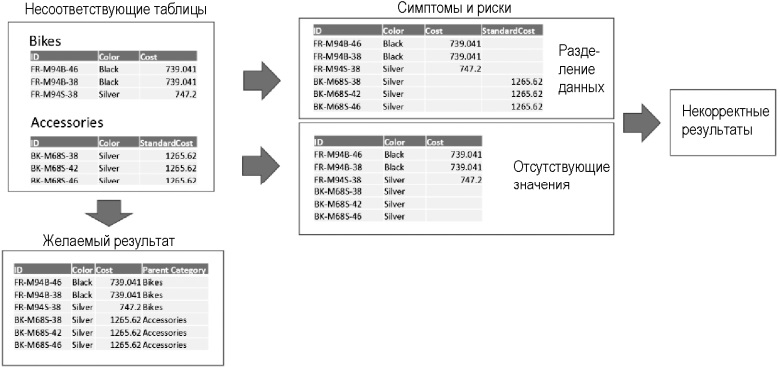 Несоответствующие таблицы
Bikes
ID Color Cost
FR-M94B-46 Black 739.041
FR-M94B-38 Black 739.041
FR-M94S-38 Silver 747.2
Accessories
ID Color StandardCost
BK-M68S-38 Silver 1265.62
BK-M68S-42 Silver 1265.62
BK-M68S-46 Silver 1265.62
Симптомы и риски
ID Color Cost StandardCost
FR-M94B-46 Black 739.041
FR-M94B-38 Black 739.041
FR-M94S-38 Silver 747.2
BK-M68S-38 Silver 1265.62
BK-M68S-42 Silver 1265.62
BK-M68S-46 Silver 1265.62
Разде-
ление
данных
ID Color Cost
FR-M94B-46 Black 739.041
FR-M94B-38 Black 739.041
FR-M94S-38 Silver 747.2
BK-M68S-38 Silver
BK-M68S-42 Silver
BK-M68S-46 Silver
Отсутствующие
значения
Некорректные
результаты
Желаемый результат
ID Color Cost Parent Category
FR-M94B-46 Black 739.041 Bikes
FR-M94B-38 Black 739.041 Bikes
FR-M94S-38 Silver 747.2 Bikes
BK-M68S-38 Silver 1265.62 Accessories
BK-M68S-42 Silver 1265.62 Accessories
BK-M68S-46 Silver 1265.62 Accessories